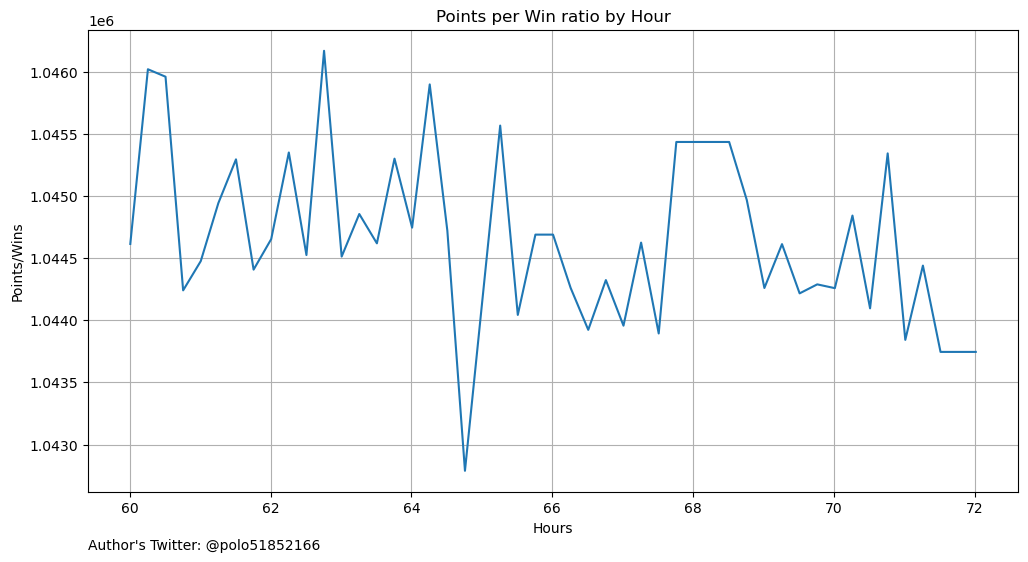 Points per Win ratio by Hour
1e6
1.0460
1.0455
1.0450
1.0445
1.0440
1.0435
1.0430
Points/Wins
60 62 64 66 68 70 72
Hours
Author's Twitter: @polo51852166